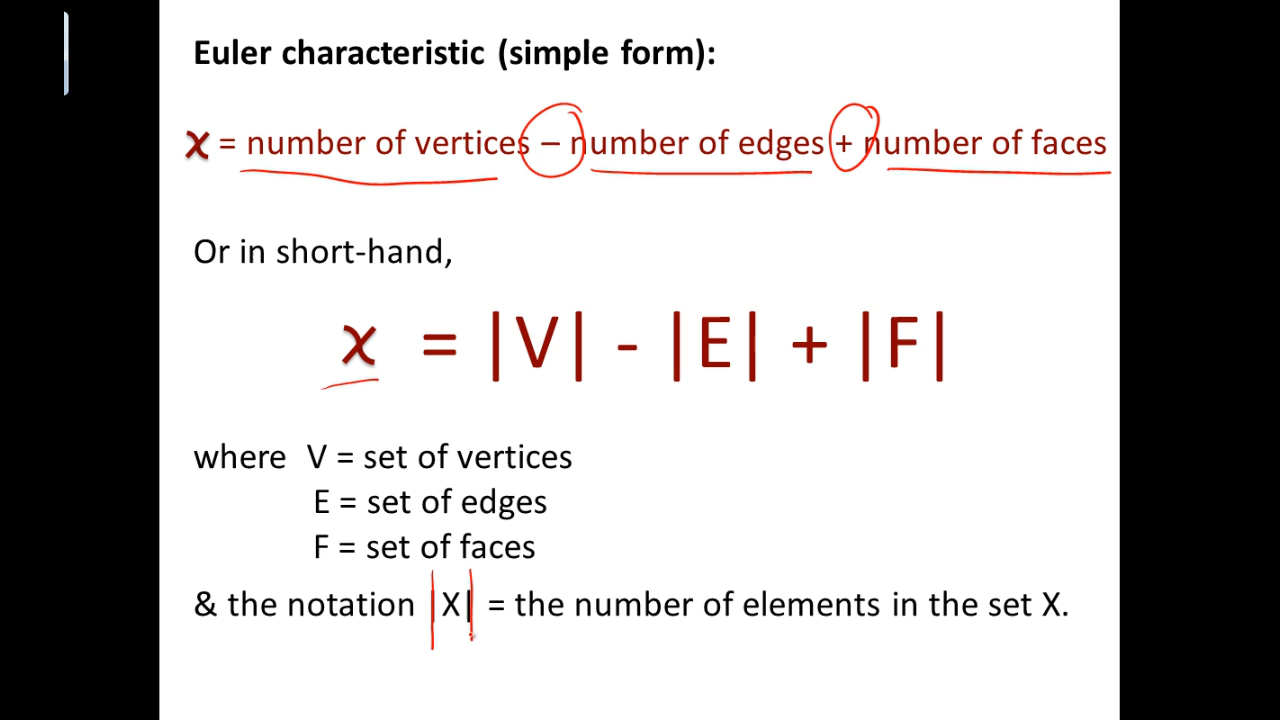 Euler characteristic (simple form):
χ = number of vertices – number of edges + number of faces
Or in short-hand,
χ = |V| - |E| + |F|
where V = set of vertices
E = set of edges
F = set of faces
& the notation |X| = the number of elements in the set X.